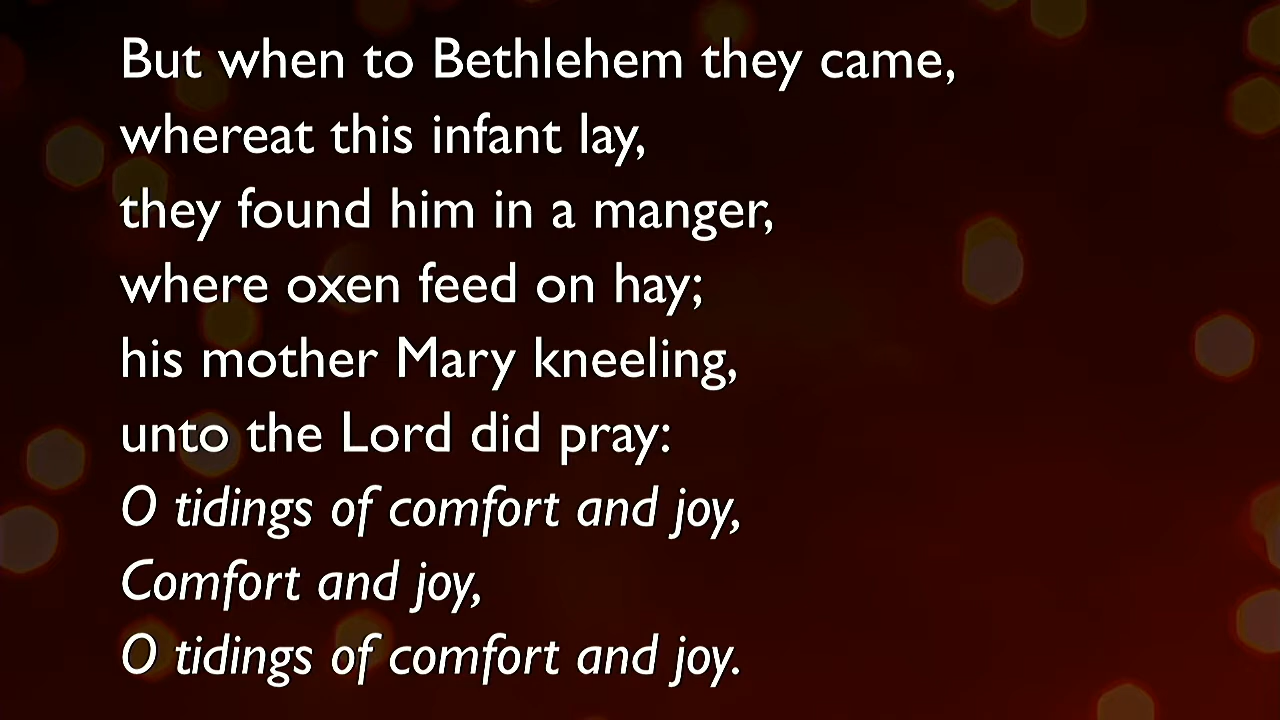 But when to Bethlehem they came,
whereat this infant lay,
they found him in a manger,
where oxen feed on hay;
his mother Mary kneeling,
unto the Lord did pray:
O tidings of comfort and joy,
Comfort and joy,
O tidings of comfort and joy.